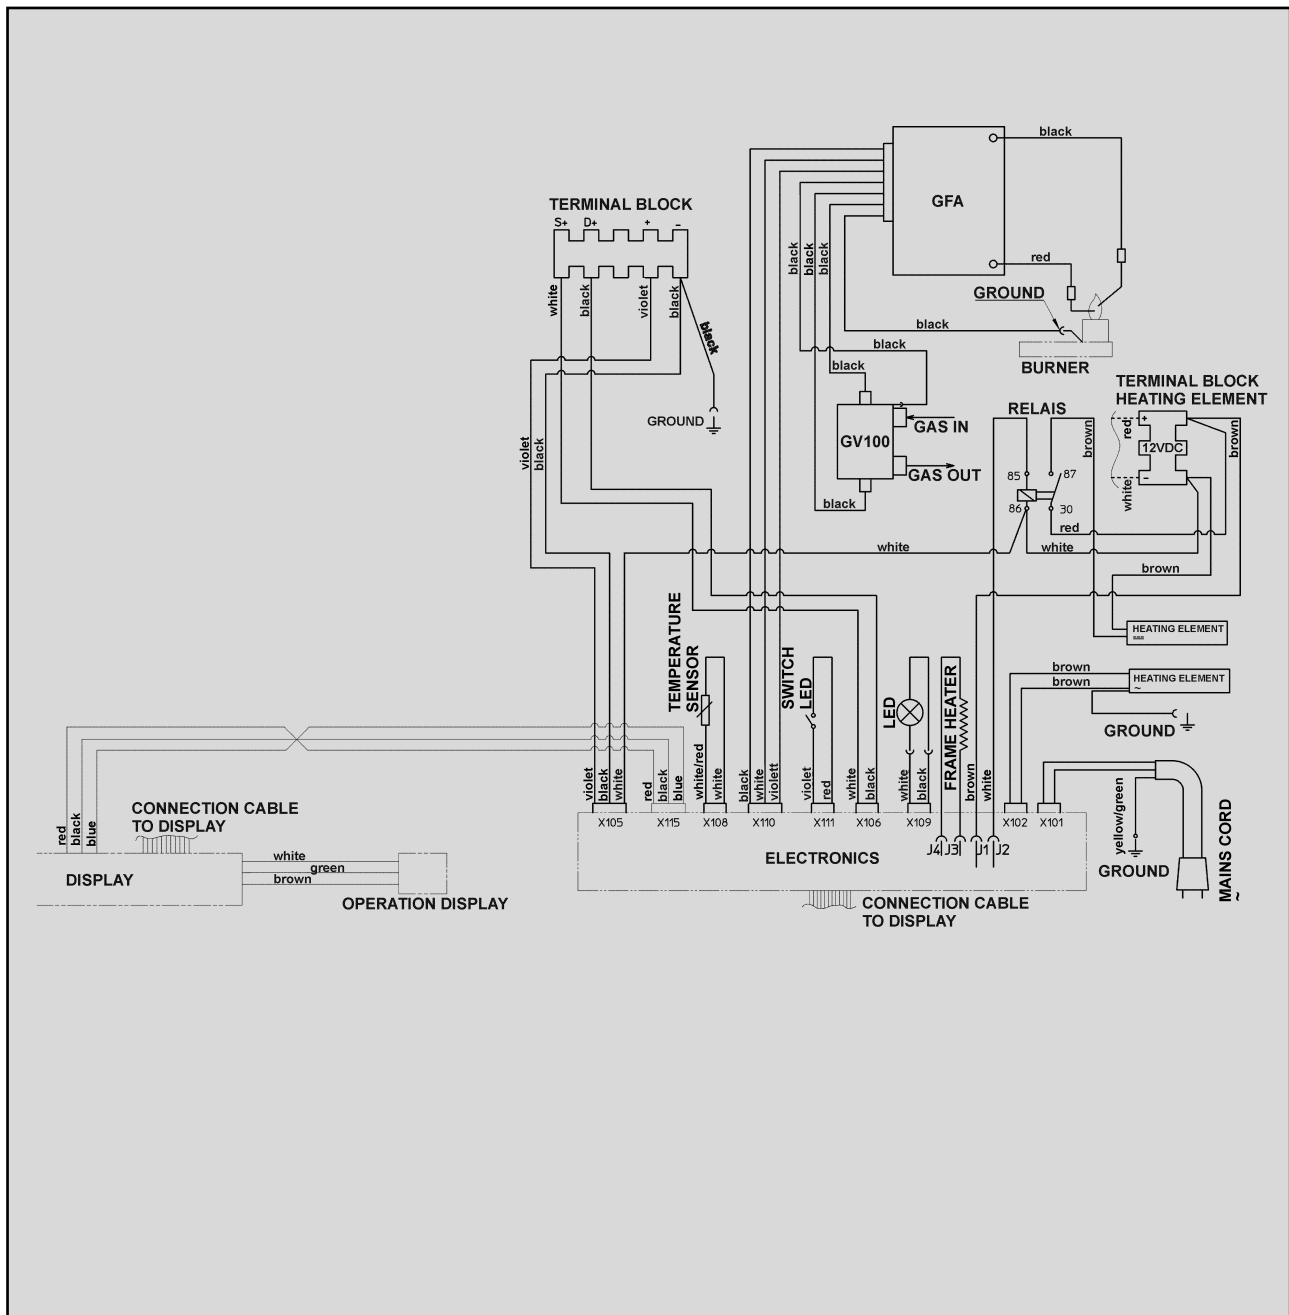 black
GFA
TERMINAL BLOCK
S+ D+ + -
black
black
black
red
white
black
violet
black
black
GROUND
black
BURNER
black
black
TERMINAL BLOCK
HEATING ELEMENT
RELAIS
GROUND
GV100
GAS IN
GAS OUT
black
violet
black
brown
red
+
12VDC
-
white
brown
85
87
86
30
red
white
white
brown
TEMPERATURE
SENSOR
SWITCH
LED
LED
FRAME HEATER
HEATING ELEMENT
HEATING ELEMENT
~
brown
brown
GROUND
violet
black
white
red
black
blue
white/red
white
black
white
violett
violet
red
white
black
white
black
brown
white
X105
X115
X108
X110
X111
X106
X109
X102
X101
J4
J3
J1
J2
ELECTRONICS
yellow/green
GROUND
MAINS CORD
~
CONNECTION CABLE
TO DISPLAY
red
black
blue
DISPLAY
white
green
brown
OPERATION DISPLAY
CONNECTION CABLE
TO DISPLAY